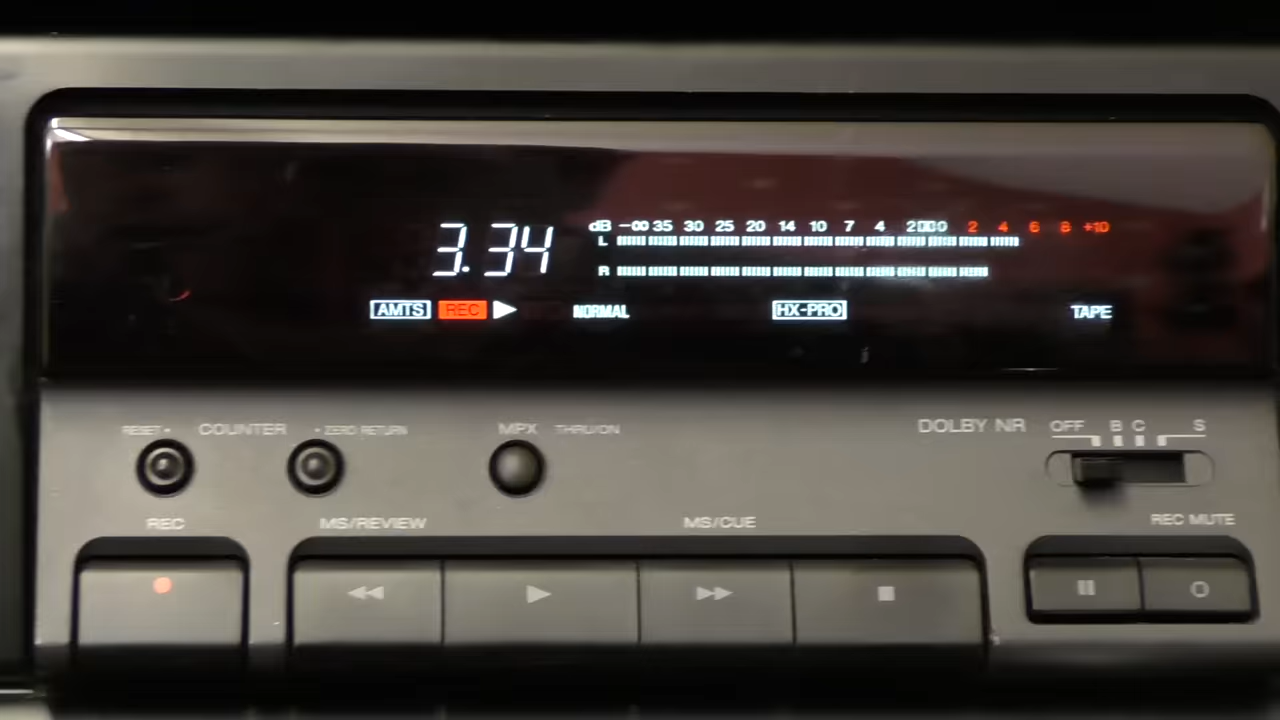 3.34
dB -∞ 35 30 25 20 14 10 7 4 2 0 2 4 6 8 +10
L
R
AMTS REC NORMAL HX-PRO TAPE
RESET COUNTER ZERO RETURN MPX THRU/ON DOLBY NR OFF B C S
REC MS/REVIEW MS/CUE REC MUTE